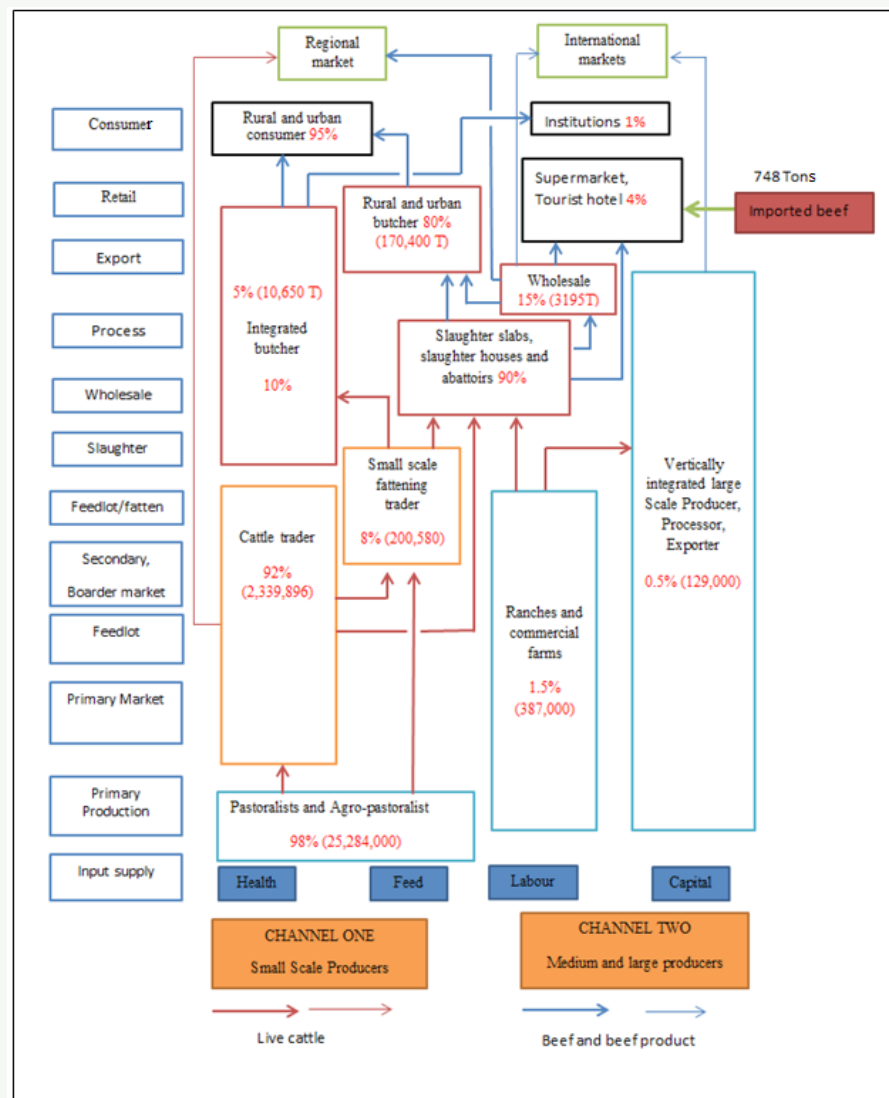 Regional
market
International
markets
Consumer
Rural and urban
consumer 95%
Institutions 1%
Retail
Rural and urban
butcher 80%
(170,400 T)
Supermarket,
Tourist hotel 4%
748 Tons
Imported beef
Export
5% (10,650 T)
Integrated
butcher
10%
Wholesale
15% (3195T)
Process
Slaughter slabs,
slaughter houses and
abattoirs 90%
Wholesale
Slaughter
Small scale
fattening
trader
8% (200,580)
Vertically
integrated large
Scale Producer,
Processor,
Exporter
0.5% (129,000)
Feedlot/fatten
Cattle trader
92%
(2,339,896)
Secondary,
Boarder market
Feedlot
Ranches and
commercial
farms
1.5%
(387,000)
Primary Market
Primary
Production
Pastoralists and Agro-pastoralist
98% (25,284,000)
Input supply
Health
Feed
Labour
Capital
CHANNEL ONE
Small Scale Producers
CHANNEL TWO
Medium and large producers
Live cattle
Beef and beef product